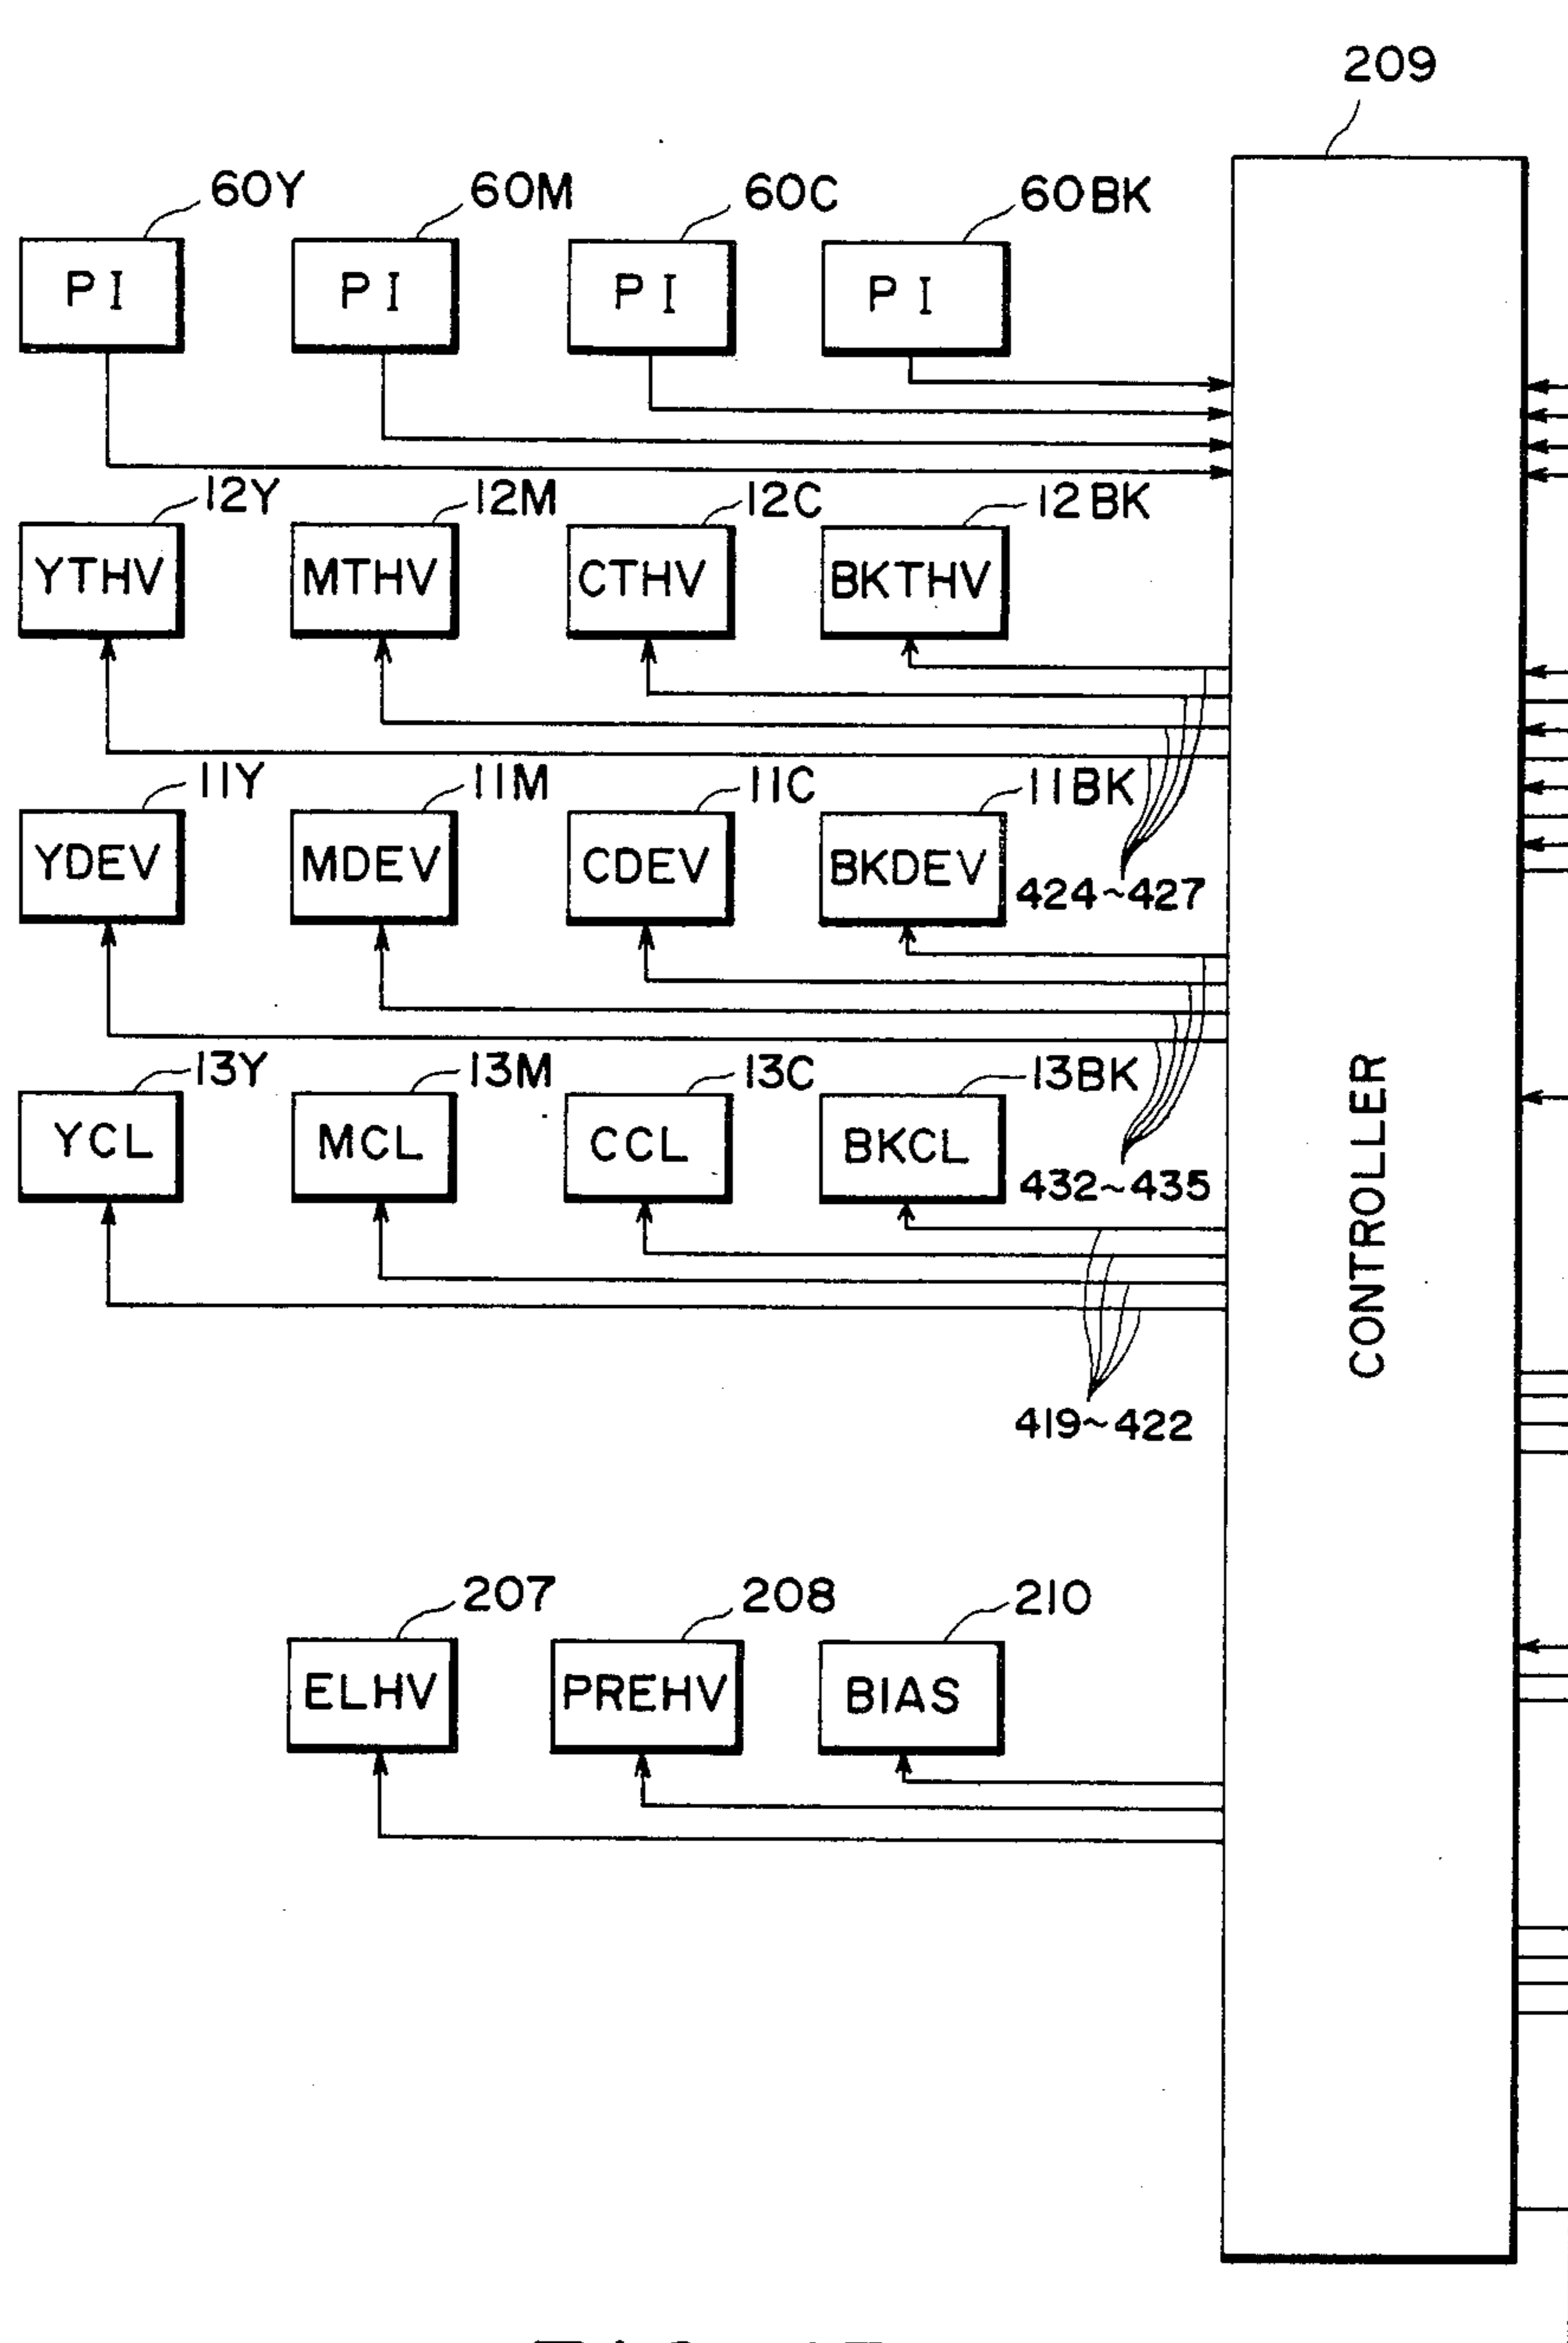 209
60Y 60M 60C 60BK
PI PI PI PI
12Y 12M 12C 12BK
YTHV MTHV CTHV BKTHV
11Y 11M 11C 11BK
YDEV MDEV CDEV BKDEV
424~427
13Y 13M 13C 13BK
YCL MCL CCL BKCL
432~435
CONTROLLER
419~422
207 208 210
ELHV PREHV BIAS